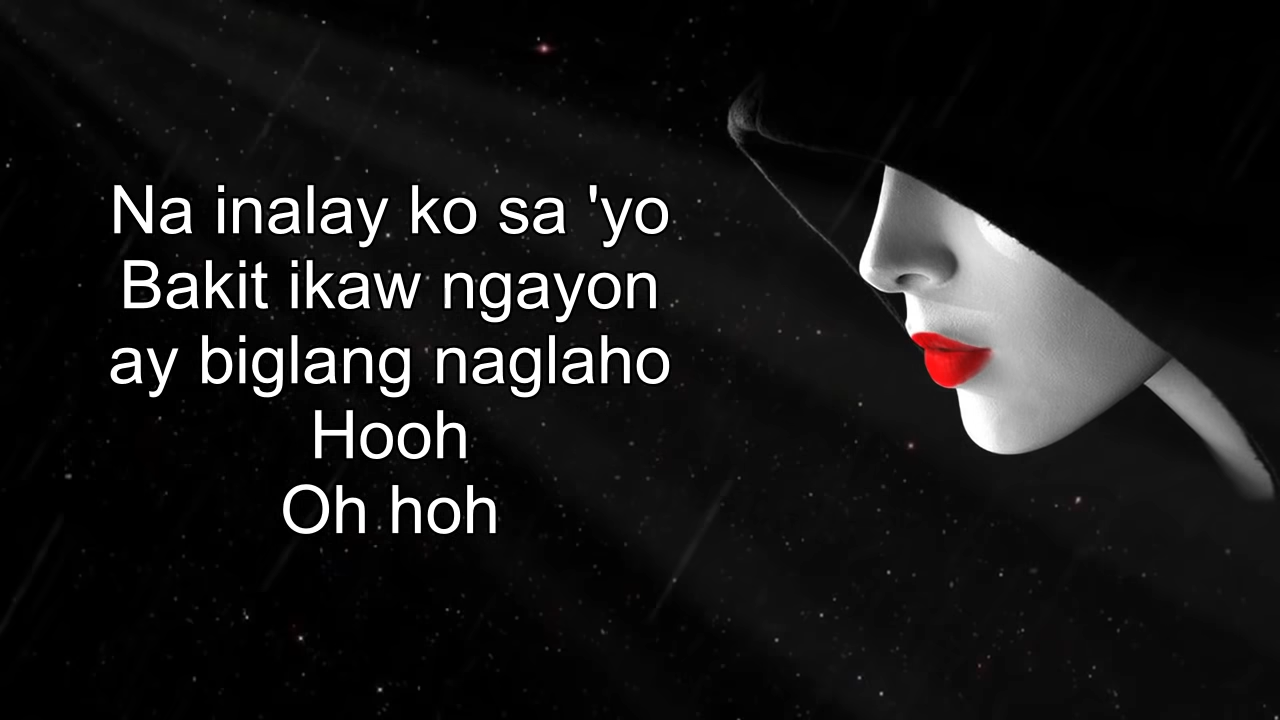 Na inalay ko sa 'yo
Bakit ikaw ngayon
ay biglang naglaho
Hooh
Oh hoh